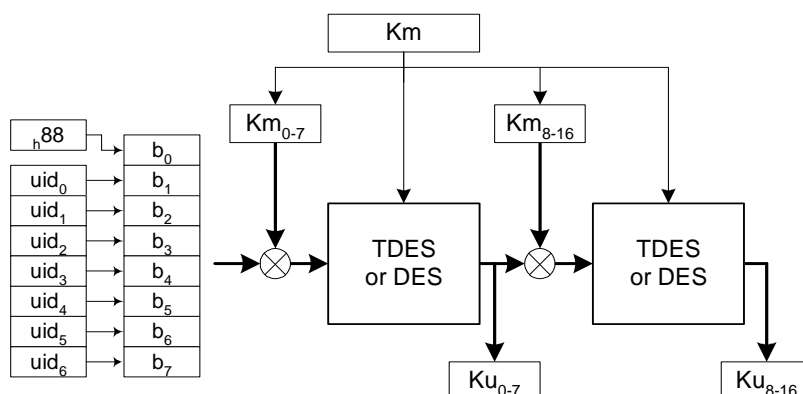 Km
Km0-7
Km8-16
h88
b0
uid0
b1
uid1
b2
uid2
b3
uid3
b4
uid4
b5
uid5
b6
uid6
b7
TDES
or DES
TDES
or DES
Ku0-7
Ku8-16